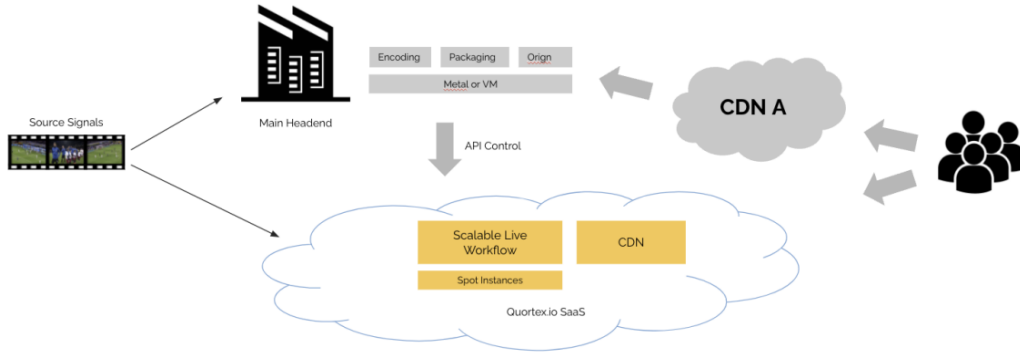 Encoding
Packaging
Orign
Metal or VM
CDN A
Source Signals
Main Headend
API Control
Scalable Live
Workflow
CDN
Spot Instances
Quortex.io SaaS